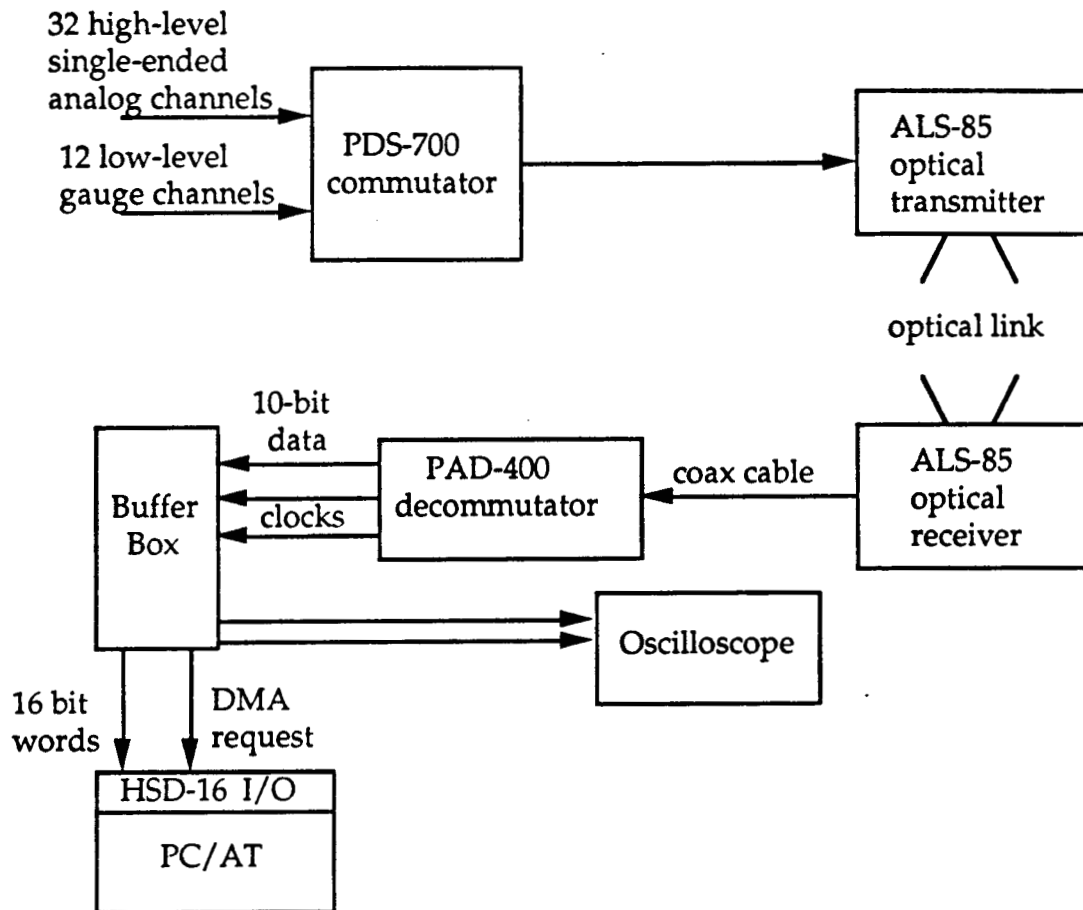 32 high-level
single-ended
analog channels
12 low-level
gauge channels
PDS-700
commutator
ALS-85
optical
transmitter
optical link
10-bit
data
clocks
Buffer
Box
PAD-400
decommutator
coax cable
ALS-85
optical
receiver
Oscilloscope
16 bit
words
DMA
request
HSD-16 I/O
PC/AT